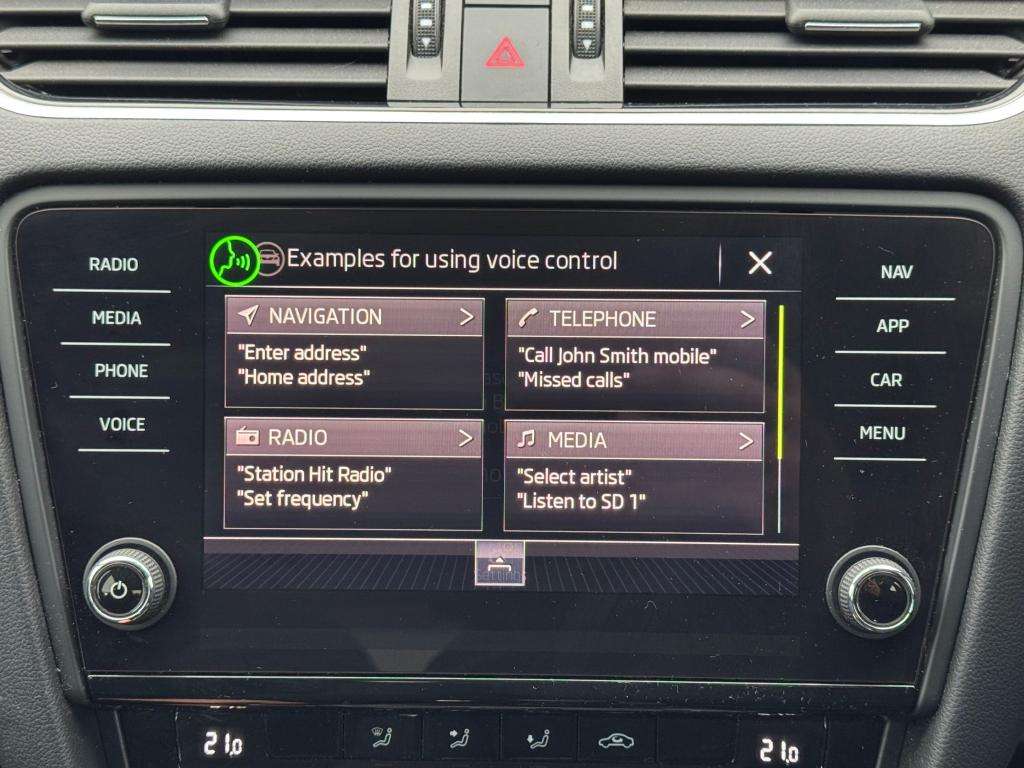 Examples for using voice control
RADIO
MEDIA
PHONE
VOICE
NAVIGATION
"Enter address"
"Home address"
TELEPHONE
"Call John Smith mobile"
"Missed calls"
RADIO
"Station Hit Radio"
"Set frequency"
MEDIA
"Select artist"
"Listen to SD 1"
NAV
APP
CAR
MENU
21.0
21.0